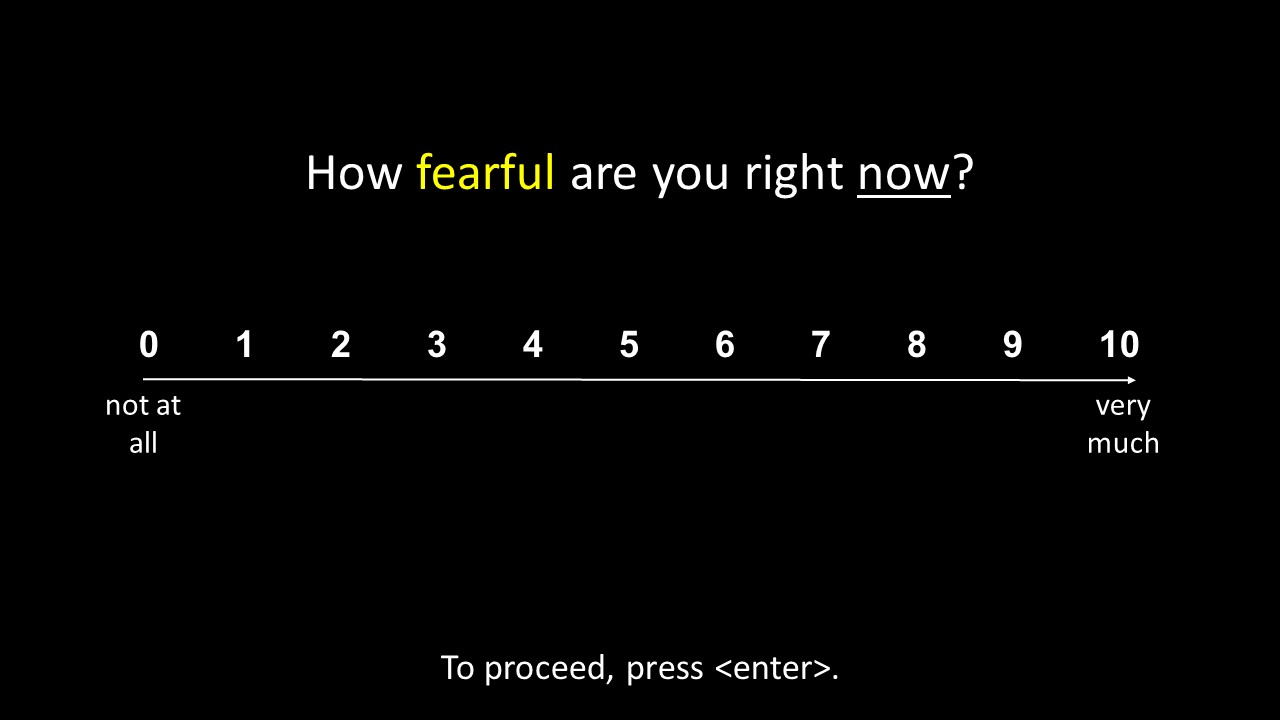 How fearful are you right now?
0 1 2 3 4 5 6 7 8 9 10
not at
all
very
much
To proceed, press <enter>.